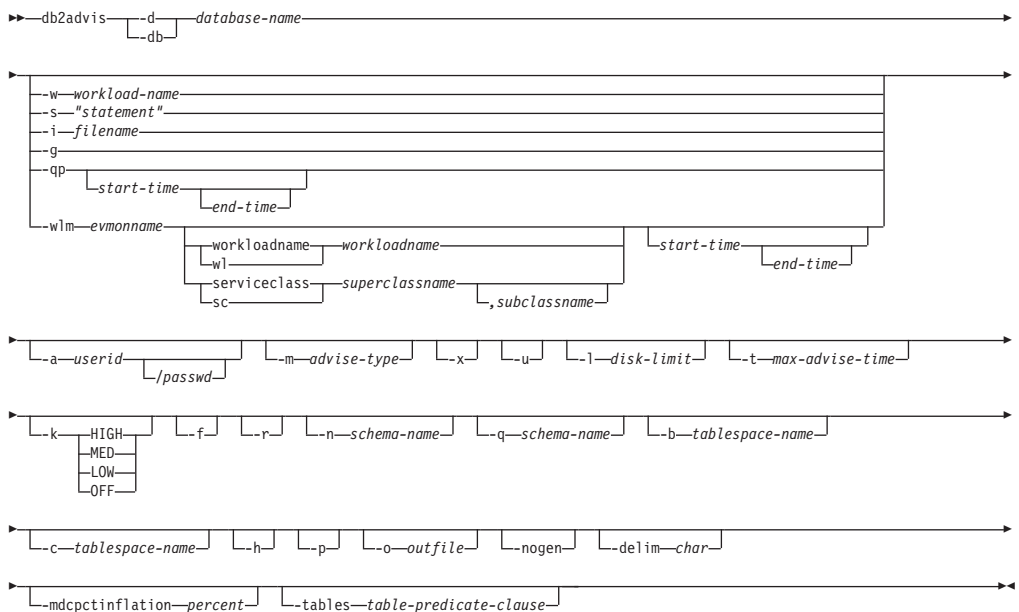 db2advis -d database-name
-db
-w workload-name
-s "statement"
-i filename
-g
-qp
start-time
end-time
-wlm evmonname
workloadname workloadname start-time
wl end-time
serviceclass superclassname
sc ,subclassname
-a userid -m advise-type -x -u -l disk-limit -t max-advise-time
/passwd
-k HIGH -f -r -n schema-name -q schema-name -b tablespace-name
MED
LOW
OFF
-c tablespace-name -h -p -o outfile -nogen -delim char
-mdcpctinflation percent -tables table-predicate-clause